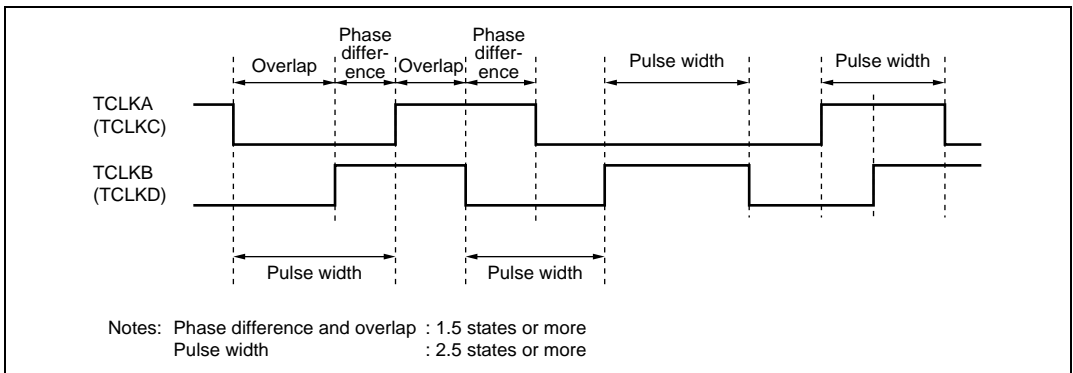 Phase
differ-
ence
Phase
differ-
ence
Overlap
Overlap
Pulse width
Pulse width
TCLKA
(TCLKC)
TCLKB
(TCLKD)
Pulse width
Pulse width
Notes: Phase difference and overlap : 1.5 states or more
Pulse width : 2.5 states or more